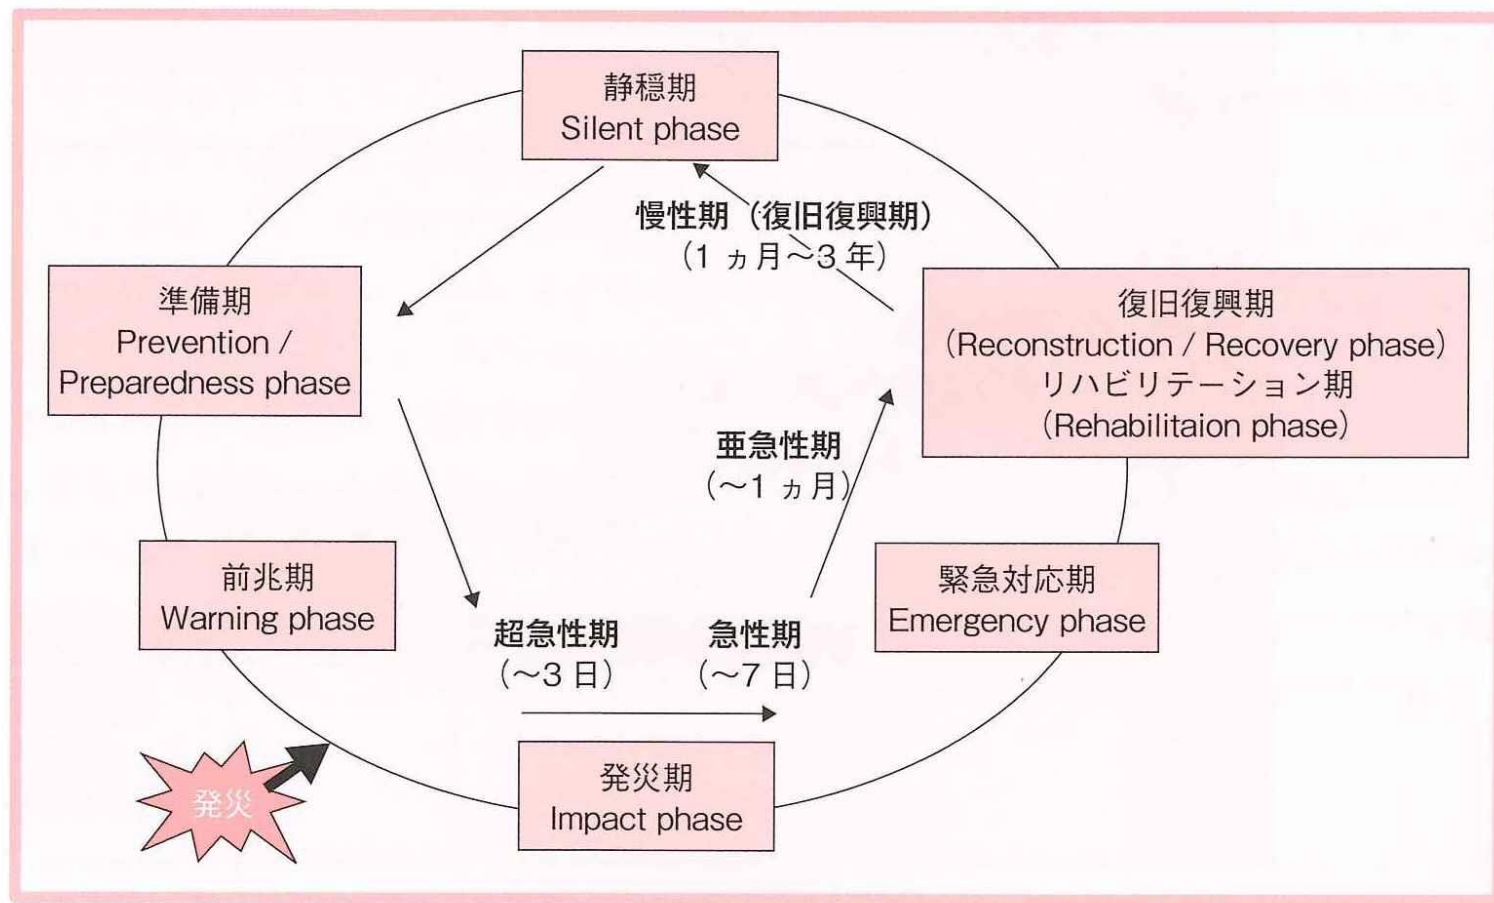 静穏期
Silent phase
慢性期（復旧復興期）
（1 ヵ月～3 年）
準備期
Prevention /
Preparedness phase
復旧復興期
（Reconstruction / Recovery phase）
リハビリテーション期
（Rehabilitaion phase）
亜急性期
（～1 ヵ月）
前兆期
Warning phase
緊急対応期
Emergency phase
超急性期
（～3 日）
急性期
（～7 日）
発災期
Impact phase
発災